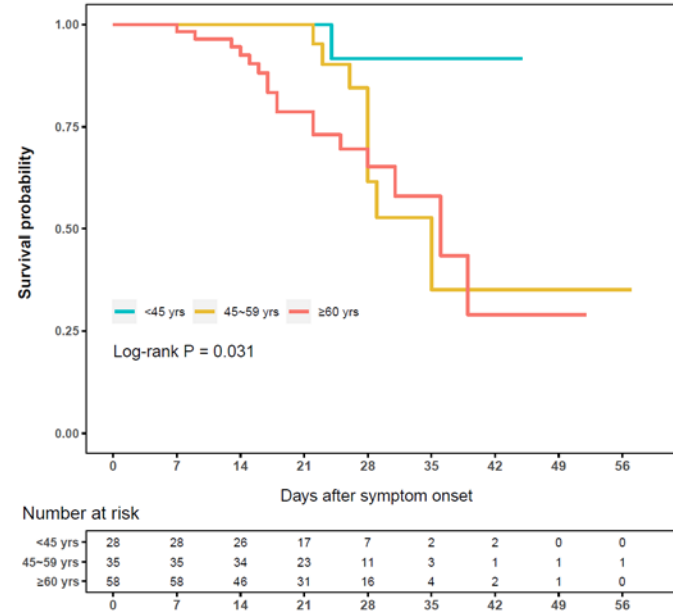 Survival probability
1.00
0.75
0.50
0.25
0.00
<45 yrs 45~59 yrs ≥60 yrs
Log-rank P = 0.031
0 7 14 21 28 35 42 49 56
Days after symptom onset
Number at risk
<45 yrs 28 28 26 17 7 2 2 0 0
45~59 yrs 35 35 34 23 11 3 1 1 1
≥60 yrs 58 58 46 31 16 4 2 1 0
0 7 14 21 28 35 42 49 56